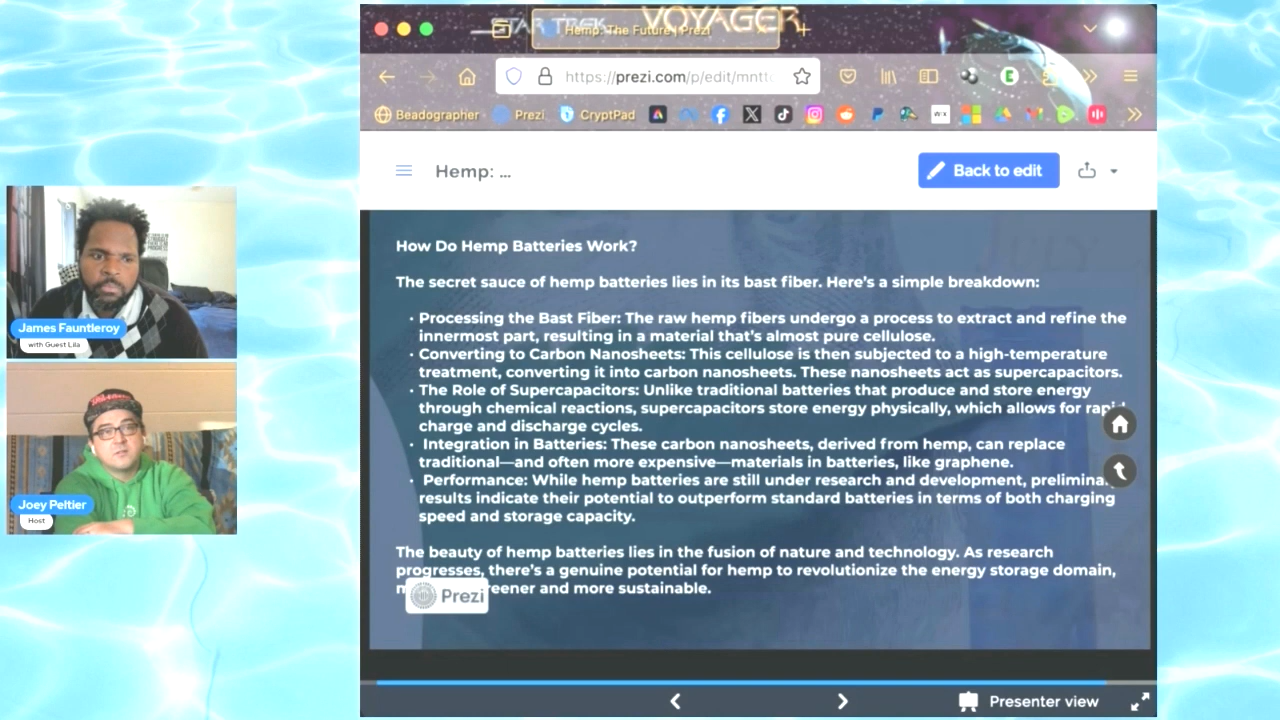 STAR TREK VOYAGER
Hemp: The Future | Prezi
https://prezi.com/p/edit/mntt
Beadographer
Prezi
CryptPad
Hemp: ...
Back to edit
How Do Hemp Batteries Work?
The secret sauce of hemp batteries lies in its bast fiber. Here's a simple breakdown:
· Processing the Bast Fiber: The raw hemp fibers undergo a process to extract and refine the
innermost part, resulting in a material that's almost pure cellulose.
· Converting to Carbon Nanosheets: This cellulose is then subjected to a high-temperature
treatment, converting it into carbon nanosheets. These nanosheets act as supercapacitors.
· The Role of Supercapacitors: Unlike traditional batteries that produce and store energy
through chemical reactions, supercapacitors store energy physically, which allows for rapid
charge and discharge cycles.
· Integration in Batteries: These carbon nanosheets, derived from hemp, can replace
traditional—and often more expensive—materials in batteries, like graphene.
· Performance: While hemp batteries are still under research and development, prelimina
results indicate their potential to outperform standard batteries in terms of both charging
speed and storage capacity.
The beauty of hemp batteries lies in the fusion of nature and technology. As research
progresses, there's a genuine potential for hemp to revolutionize the energy storage domain,
reener and more sustainable.
Prezi
Presenter view
James Fauntleroy
with Guest Lila
Joey Peltier
Host